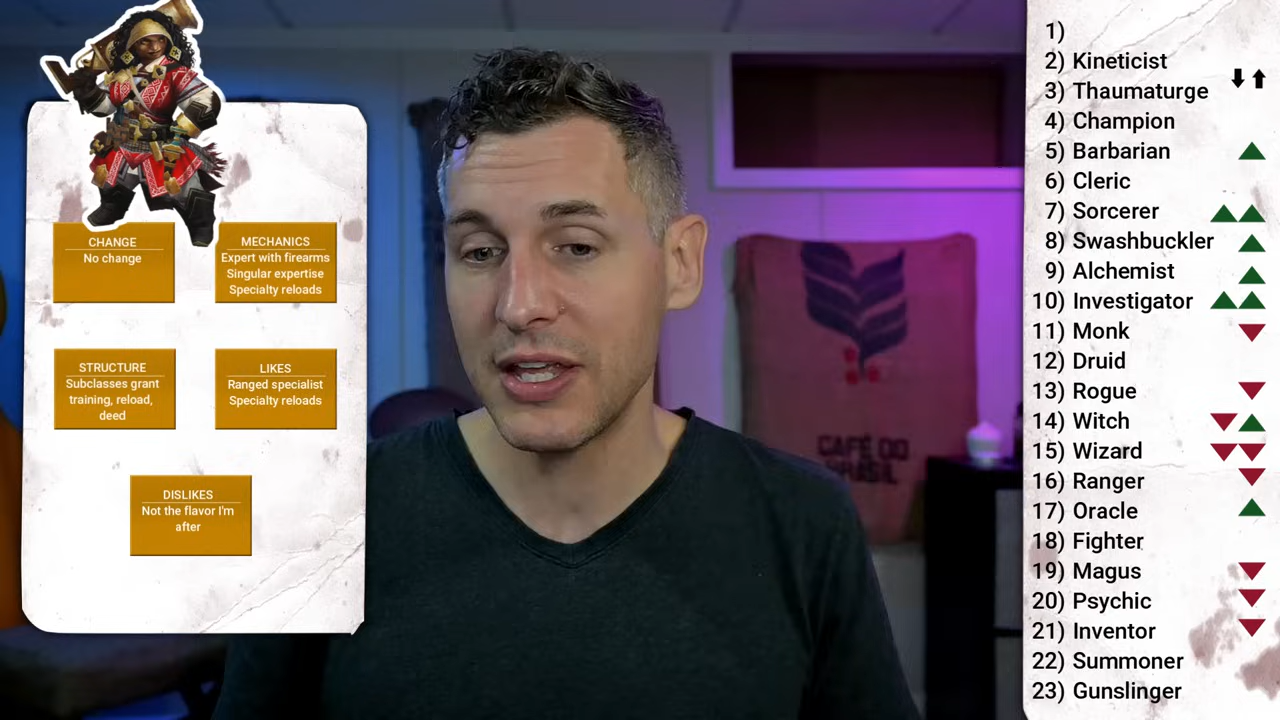 CHANGE
No change
MECHANICS
Expert with firearms
Singular expertise
Specialty reloads
STRUCTURE
Subclasses grant
training, reload,
deed
LIKES
Ranged specialist
Specialty reloads
DISLIKES
Not the flavor I'm
after
CAFÉ DO
BRASIL
1)
2) Kineticist
3) Thaumaturge
4) Champion
5) Barbarian
6) Cleric
7) Sorcerer
8) Swashbuckler
9) Alchemist
10) Investigator
11) Monk
12) Druid
13) Rogue
14) Witch
15) Wizard
16) Ranger
17) Oracle
18) Fighter
19) Magus
20) Psychic
21) Inventor
22) Summoner
23) Gunslinger